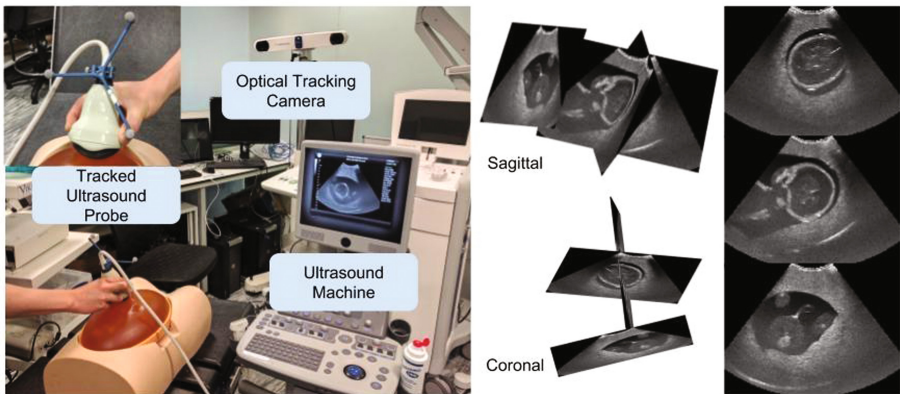 Optical Tracking
Camera
Tracked
Ultrasound
Probe
Ultrasound
Machine
Sagittal
Coronal